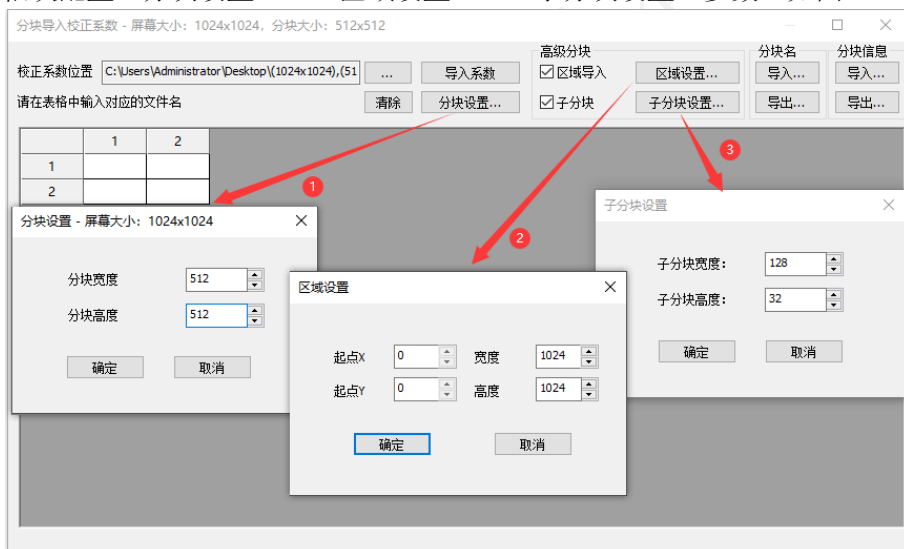 分块导入校正系数 - 屏幕大小：1024x1024，分块大小：512x512
校正系数位置 C:\Users\Administrator\Desktop\(1024x1024),(51 ... 导入系数
高级分块
区域导入 区域设置...
分块名
导入...
分块信息
导入...
请在表格中输入对应的文件名 清除 分块设置... 子分块 子分块设置... 导出... 导出...
1 2
1
2
1
2
3
分块设置 - 屏幕大小：1024x1024
分块宽度 512
分块高度 512
确定 取消
区域设置
起点X 0 宽度 1024
起点Y 0 高度 1024
确定 取消
子分块设置
子分块宽度： 128
子分块高度： 32
确定 取消